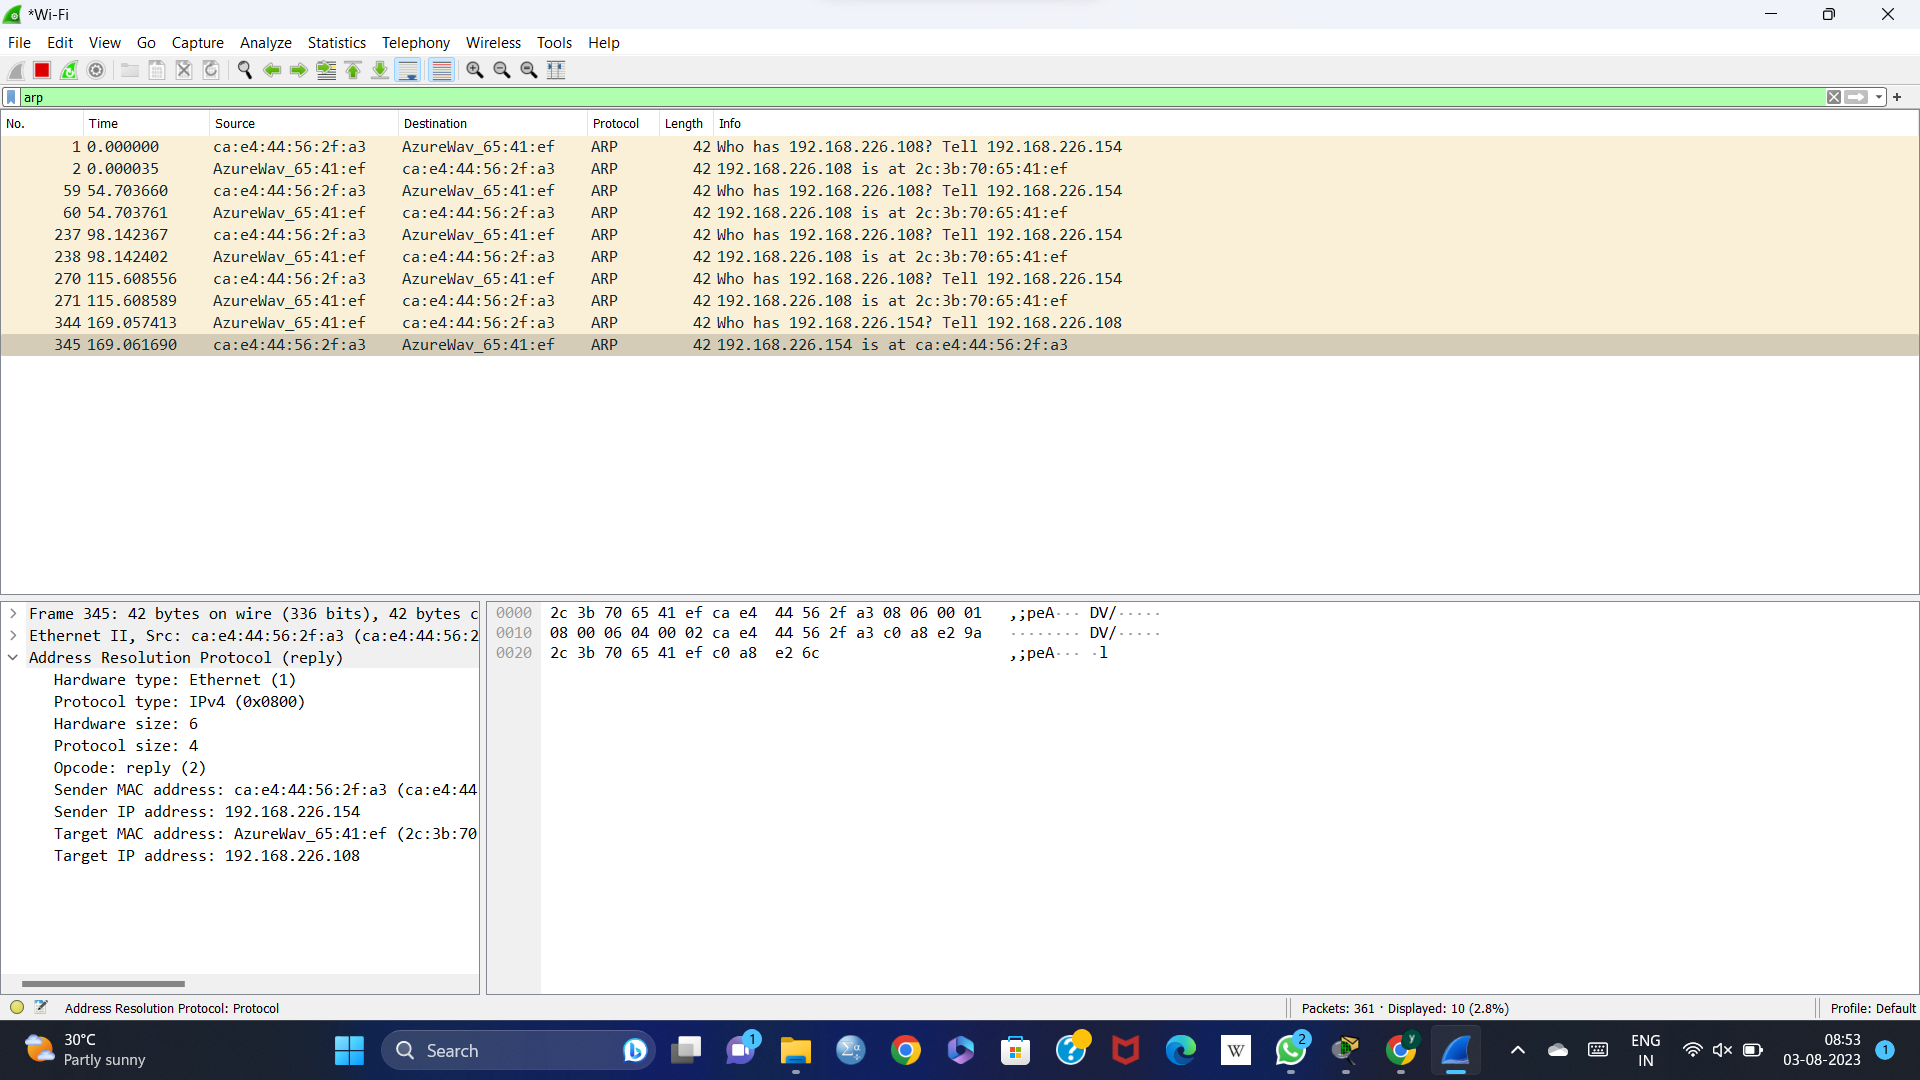 *Wi-Fi
File Edit View Go Capture Analyze Statistics Telephony Wireless Tools Help
arp
No. Time Source Destination Protocol Length Info
1 0.000000 ca:e4:44:56:2f:a3 AzureWav_65:41:ef ARP 42 Who has 192.168.226.108? Tell 192.168.226.154
2 0.000035 AzureWav_65:41:ef ca:e4:44:56:2f:a3 ARP 42 192.168.226.108 is at 2c:3b:70:65:41:ef
59 54.703660 ca:e4:44:56:2f:a3 AzureWav_65:41:ef ARP 42 Who has 192.168.226.108? Tell 192.168.226.154
60 54.703761 AzureWav_65:41:ef ca:e4:44:56:2f:a3 ARP 42 192.168.226.108 is at 2c:3b:70:65:41:ef
237 98.142367 ca:e4:44:56:2f:a3 AzureWav_65:41:ef ARP 42 Who has 192.168.226.108? Tell 192.168.226.154
238 98.142402 AzureWav_65:41:ef ca:e4:44:56:2f:a3 ARP 42 192.168.226.108 is at 2c:3b:70:65:41:ef
270 115.608556 ca:e4:44:56:2f:a3 AzureWav_65:41:ef ARP 42 Who has 192.168.226.108? Tell 192.168.226.154
271 115.608589 AzureWav_65:41:ef ca:e4:44:56:2f:a3 ARP 42 192.168.226.108 is at 2c:3b:70:65:41:ef
344 169.057413 AzureWav_65:41:ef ca:e4:44:56:2f:a3 ARP 42 Who has 192.168.226.154? Tell 192.168.226.108
345 169.061690 ca:e4:44:56:2f:a3 AzureWav_65:41:ef ARP 42 192.168.226.154 is at ca:e4:44:56:2f:a3
Frame 345: 42 bytes on wire (336 bits), 42 bytes c
Ethernet II, Src: ca:e4:44:56:2f:a3 (ca:e4:44:56:2
Address Resolution Protocol (reply)
Hardware type: Ethernet (1)
Protocol type: IPv4 (0x0800)
Hardware size: 6
Protocol size: 4
Opcode: reply (2)
Sender MAC address: ca:e4:44:56:2f:a3 (ca:e4:44
Sender IP address: 192.168.226.154
Target MAC address: AzureWav_65:41:ef (2c:3b:70
Target IP address: 192.168.226.108
0000 2c 3b 70 65 41 ef ca e4 44 56 2f a3 08 06 00 01 ,;peA··· DV/·····
0010 08 00 06 04 00 02 ca e4 44 56 2f a3 c0 a8 e2 9a ········ DV/·····
0020 2c 3b 70 65 41 ef c0 a8 e2 6c ,;peA··· ·l
Address Resolution Protocol: Protocol
Packets: 361 · Displayed: 10 (2.8%)
Profile: Default
30°C
Partly sunny
Search
1
W
2
y
ENG
IN
08:53
03-08-2023
1